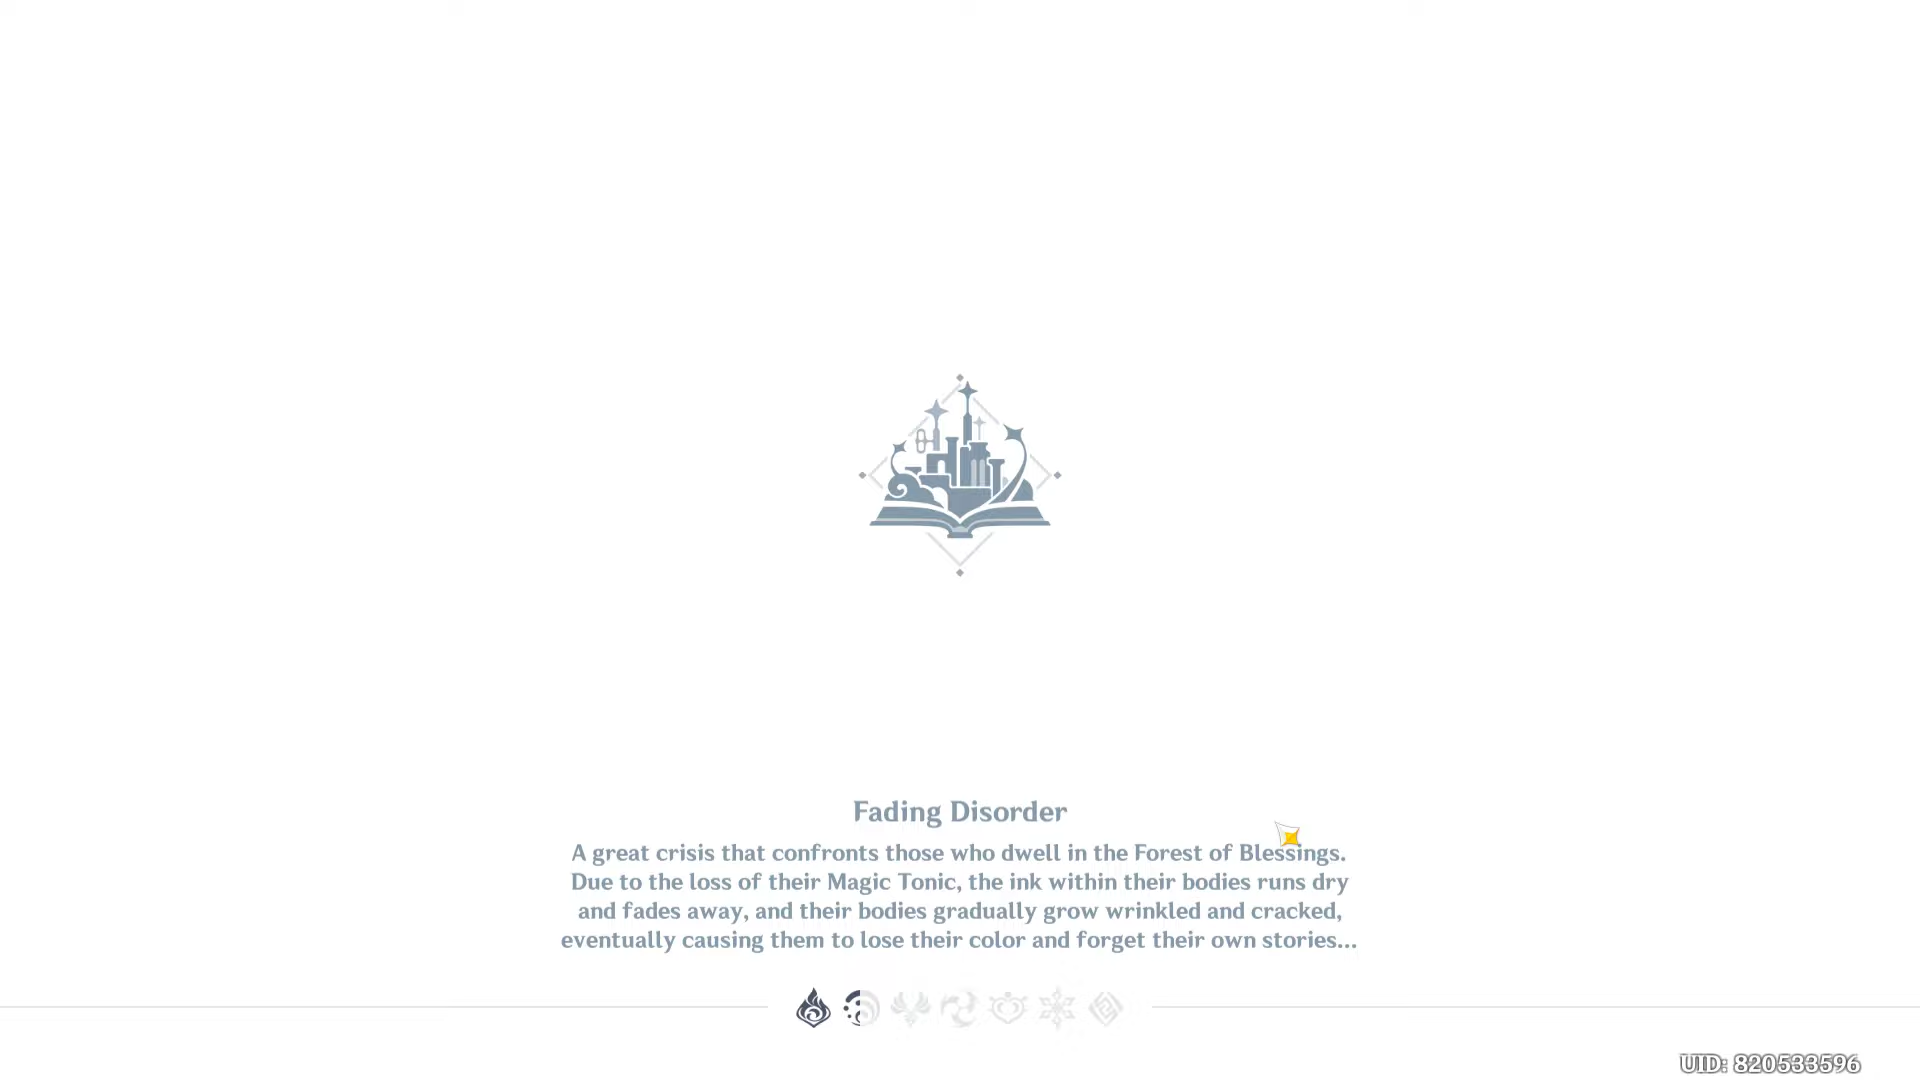 Fading Disorder
A great crisis that confronts those who dwell in the Forest of Blessings.
Due to the loss of their Magic Tonic, the ink within their bodies runs dry
and fades away, and their bodies gradually grow wrinkled and cracked,
eventually causing them to lose their color and forget their own stories...
UID: 820533596